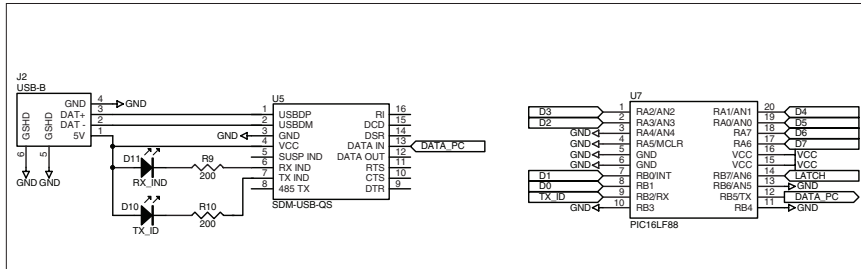 J2
USB-B
GND 4 GND
DAT+ 3
DAT - 2
5V 1
GSHD GSHD
6 5
GND GND
D11 RX_IND
R9 200
D10 TX_ID
R10 200
U5
1 USBDP RI 16
2 USBDM DCD 15
GND 3 GND DSR 14
4 VCC DATA IN 13 DATA_PC
5 SUSP IND DATA OUT 12
6 RX IND RTS 11
7 TX IND CTS 10
8 485 TX DTR 9
SDM-USB-QS
U7
D3 1 RA2/AN2 RA1/AN1 20 D4
D2 2 RA3/AN3 RA0/AN0 19 D5
GND 3 RA4/AN4 RA7 18 D6
GND 4 RA5/MCLR RA6 17 D7
GND 5 GND VCC 16 VCC
GND 6 GND VCC 15 VCC
D1 7 RB0/INT RB7/AN6 14 LATCH
D0 8 RB1 RB6/AN5 13 GND
TX_ID 9 RB2/RX RB5/TX 12 DATA_PC
GND 10 RB3 RB4 11 GND
PIC16LF88